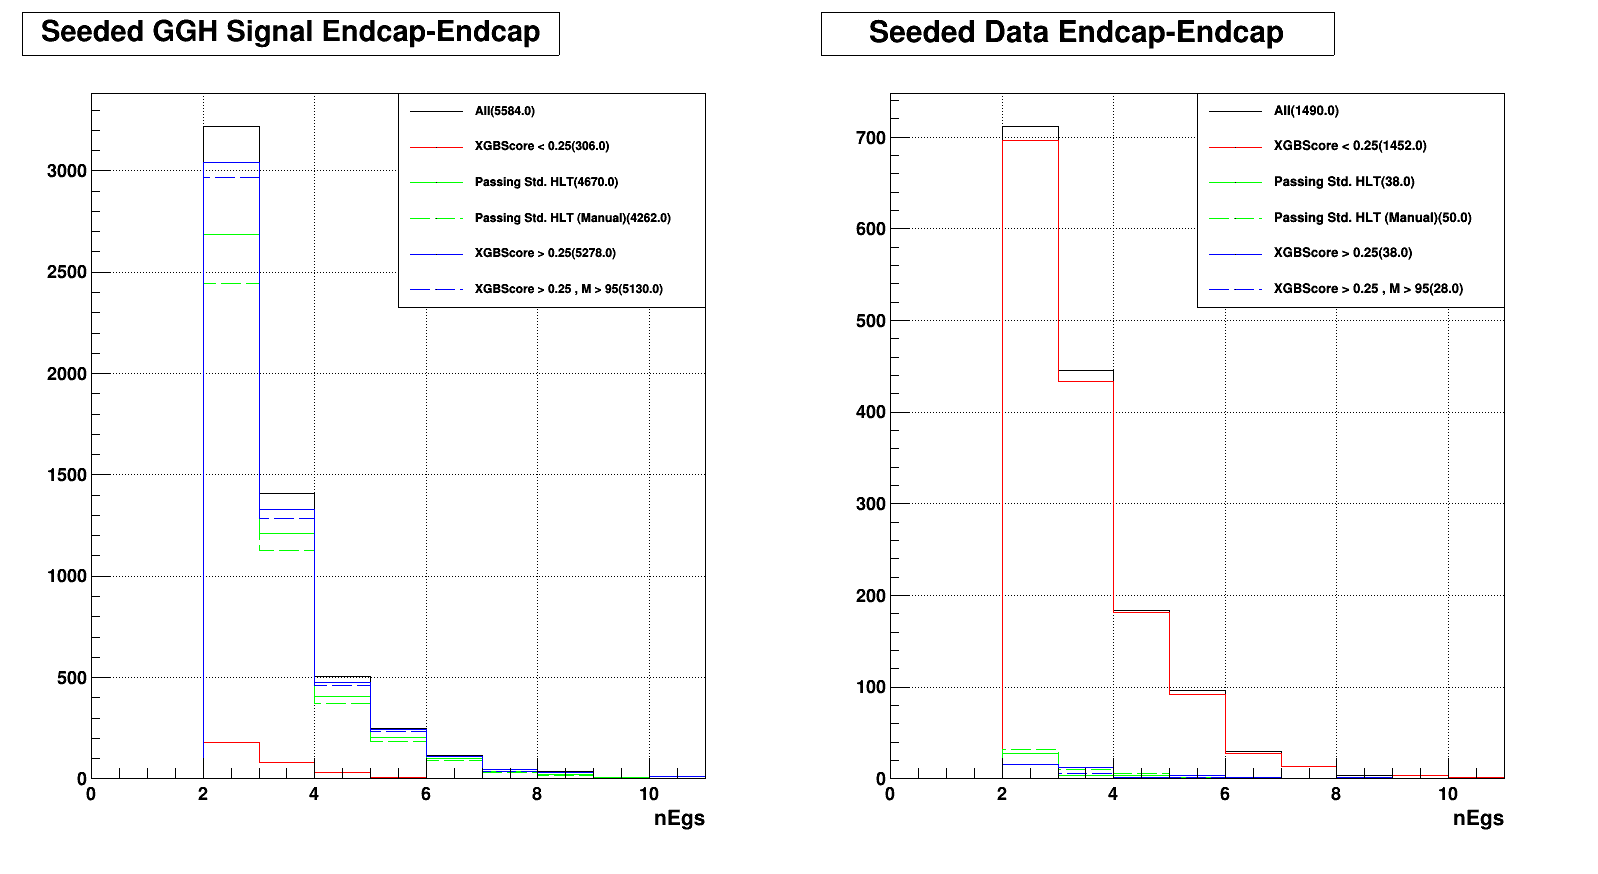 Seeded GGH Signal Endcap-Endcap
All(5584.0)
XGBScore < 0.25(306.0)
Passing Std. HLT(4670.0)
Passing Std. HLT (Manual)(4262.0)
XGBScore > 0.25(5278.0)
XGBScore > 0.25 , M > 95(5130.0)
3000
2500
2000
1500
1000
500
0
0 2 4 6 8 10
nEgs
Seeded Data Endcap-Endcap
All(1490.0)
XGBScore < 0.25(1452.0)
Passing Std. HLT(38.0)
Passing Std. HLT (Manual)(50.0)
XGBScore > 0.25(38.0)
XGBScore > 0.25 , M > 95(28.0)
700
600
500
400
300
200
100
0
0 2 4 6 8 10
nEgs